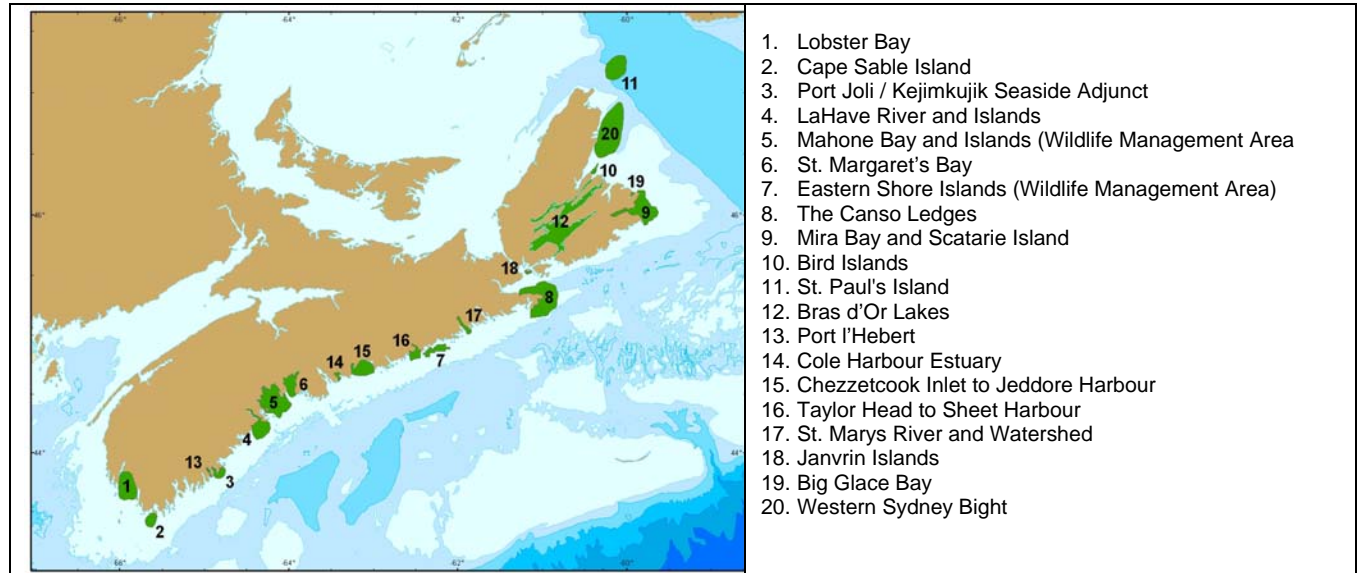 -66°
-64°
-62°
-60°
11
20
10
19
46°
46°
12
9
18
8
17
16
7
15
14
6
5
4
44°
44°
13
3
1
2
-66°
-64°
-62°
-60°
1. Lobster Bay
2. Cape Sable Island
3. Port Joli / Kejimkujik Seaside Adjunct
4. LaHave River and Islands
5. Mahone Bay and Islands (Wildlife Management Area
6. St. Margaret's Bay
7. Eastern Shore Islands (Wildlife Management Area)
8. The Canso Ledges
9. Mira Bay and Scatarie Island
10. Bird Islands
11. St. Paul's Island
12. Bras d'Or Lakes
13. Port l'Hebert
14. Cole Harbour Estuary
15. Chezzetcook Inlet to Jeddore Harbour
16. Taylor Head to Sheet Harbour
17. St. Marys River and Watershed
18. Janvrin Islands
19. Big Glace Bay
20. Western Sydney Bight